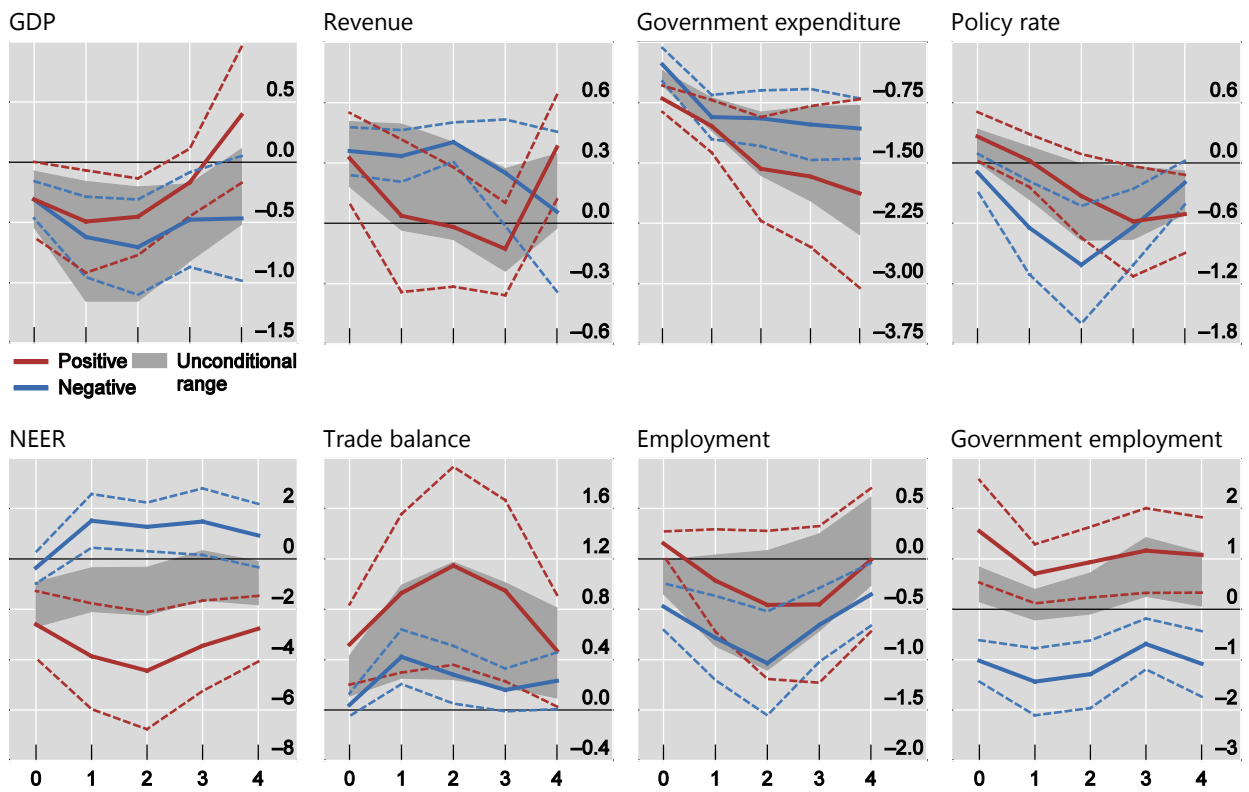 GDP
Revenue
Government expenditure
Policy rate
0.5
0.0
–0.5
–1.0
–1.5
0.6
0.3
0.0
–0.3
–0.6
–0.75
–1.50
–2.25
–3.00
–3.75
0.6
0.0
–0.6
–1.2
–1.8
Positive
Negative
Unconditional
range
NEER
Trade balance
Employment
Government employment
2
0
–2
–4
–6
–8
0 1 2 3 4
1.6
1.2
0.8
0.4
0.0
–0.4
0 1 2 3 4
0.5
0.0
–0.5
–1.0
–1.5
–2.0
0 1 2 3 4
2
1
0
–1
–2
–3
0 1 2 3 4